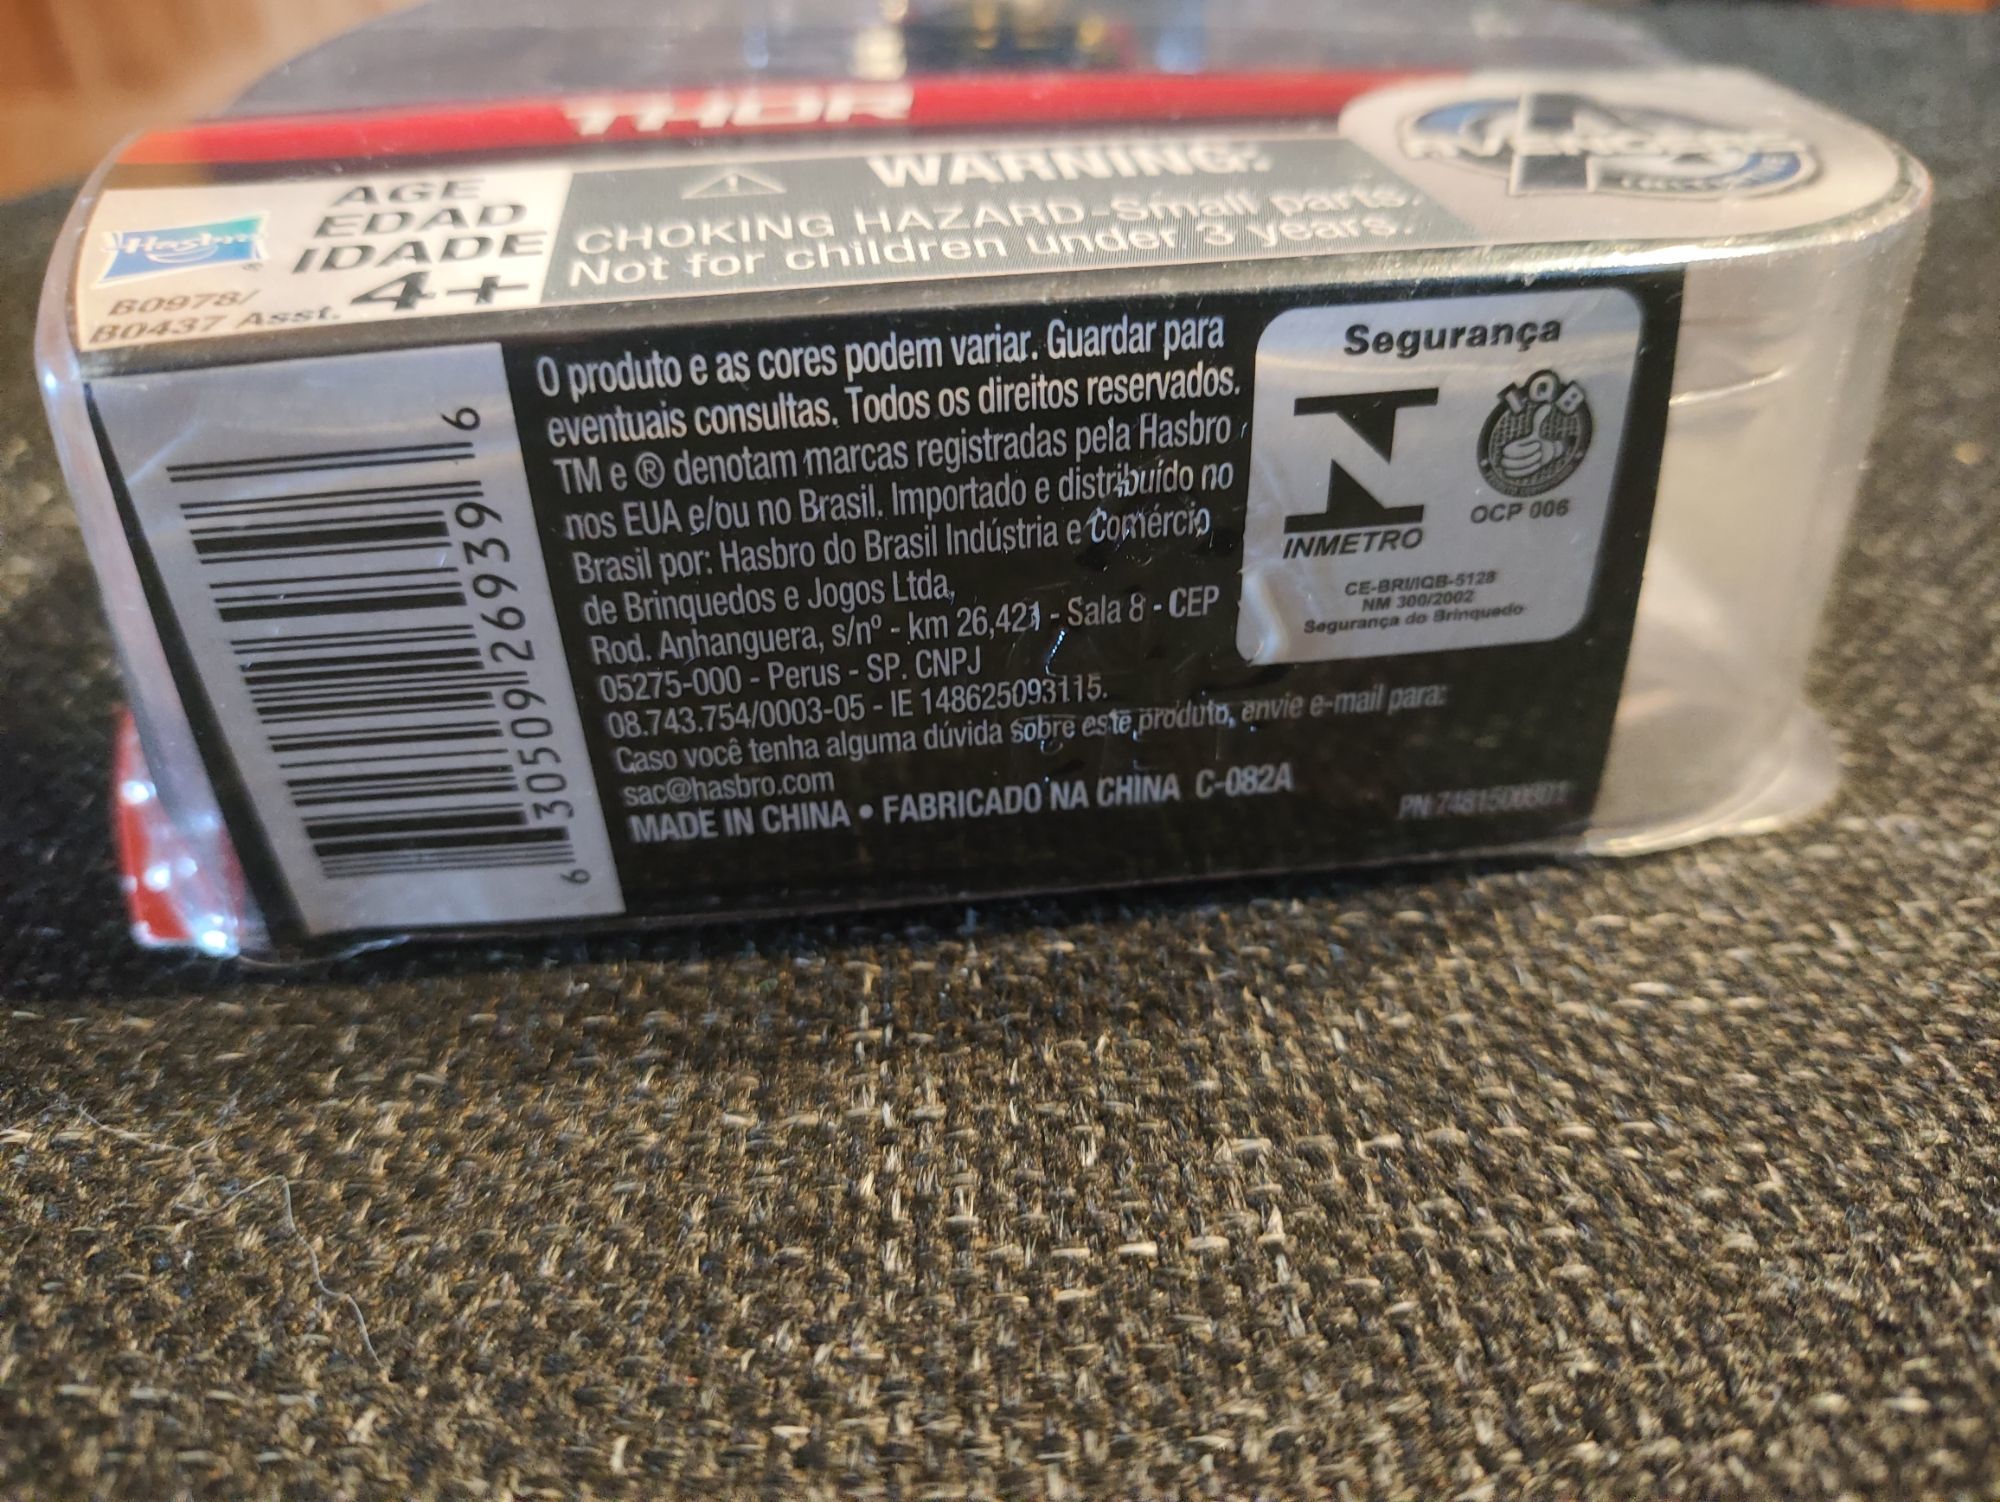 THOR
AVENGERS
Hasbro
®
AGE
EDAD
IDADE
4+
B0978/
B0437 Asst.
WARNING:
CHOKING HAZARD-Small parts.
Not for children under 3 years.
6 30509 26939 6
O produto e as cores podem variar. Guardar para
eventuais consultas. Todos os direitos reservados.
TM e ® denotam marcas registradas pela Hasbro
nos EUA e/ou no Brasil. Importado e distribuído no
Brasil por: Hasbro do Brasil Indústria e Comércio
de Brinquedos e Jogos Ltda,
Rod. Anhanguera, s/nº - km 26,421 - Sala 8 - CEP
05275-000 - Perus - SP. CNPJ
08.743.754/0003-05 - IE 148625093115.
Caso você tenha alguma dúvida sobre este produto, envie e-mail para:
sac@hasbro.com
MADE IN CHINA • FABRICADO NA CHINA C-082A
Segurança
INMETRO
IQB
OCP 006
CE-BRI/IQB-5128
NM 300/2002
Segurança do Brinquedo